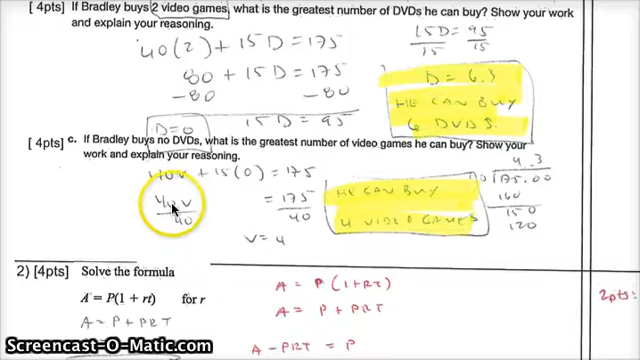 [ 4pts] If Bradley buys 2 video games, what is the greatest number of DVDs he can buy? Show your work
and explain your reasoning.
40(2) + 15D = 175
80 + 15D = 175
-80 -80
15D = 95
15D = 95
15 15
D = 6.3
HE CAN BUY
6 DVDS.
D=0
[ 4pts] c. If Bradley buys no DVDs, what is the greatest number of video games he can buy? Show your
work and explain your reasoning.
40V + 15(0) = 175
40V = 175
40 40
V = 4
HE CAN BUY
4 VIDEO GAMES
4.3
175.00
160
150
120
2) [4pts] Solve the formula
A = P(1 + rt) for r
A = P + PRT
A = P (1+RT)
A = P + PRT
A - PRT = P
2pts:
Screencast-O-Matic.com